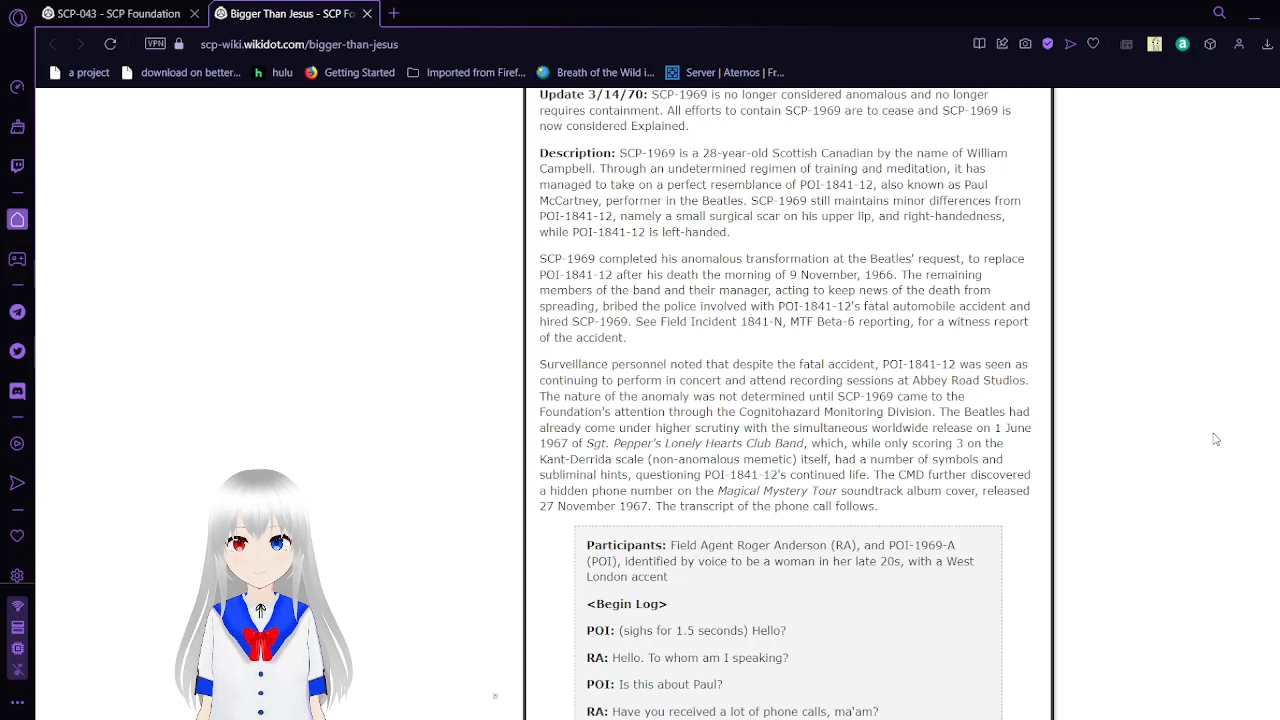 SCP-043 - SCP Foundation
Bigger Than Jesus - SCP Fo
VPN
scp-wiki.wikidot.com/bigger-than-jesus
a project
download on better...
hulu
Getting Started
Imported from Firef...
Breath of the Wild i...
Server | Aternos | Fr...
Update 3/14/70: SCP-1969 is no longer considered anomalous and no longer
requires containment. All efforts to contain SCP-1969 are to cease and SCP-1969 is
now considered Explained.
Description: SCP-1969 is a 28-year-old Scottish Canadian by the name of William
Campbell. Through an undetermined regimen of training and meditation, it has
managed to take on a perfect resemblance of POI-1841-12, also known as Paul
McCartney, performer in the Beatles. SCP-1969 still maintains minor differences from
POI-1841-12, namely a small surgical scar on his upper lip, and right-handedness,
while POI-1841-12 is left-handed.
SCP-1969 completed his anomalous transformation at the Beatles' request, to replace
POI-1841-12 after his death the morning of 9 November, 1966. The remaining
members of the band and their manager, acting to keep news of the death from
spreading, bribed the police involved with POI-1841-12's fatal automobile accident and
hired SCP-1969. See Field Incident 1841-N, MTF Beta-6 reporting, for a witness report
of the accident.
Surveillance personnel noted that despite the fatal accident, POI-1841-12 was seen as
continuing to perform in concert and attend recording sessions at Abbey Road Studios.
The nature of the anomaly was not determined until SCP-1969 came to the
Foundation's attention through the Cognitohazard Monitoring Division. The Beatles had
already come under higher scrutiny with the simultaneous worldwide release on 1 June
1967 of Sgt. Pepper's Lonely Hearts Club Band, which, while only scoring 3 on the
Kant-Derrida scale (non-anomalous memetic) itself, had a number of symbols and
subliminal hints, questioning POI-1841-12's continued life. The CMD further discovered
a hidden phone number on the Magical Mystery Tour soundtrack album cover, released
27 November 1967. The transcript of the phone call follows.
Participants: Field Agent Roger Anderson (RA), and POI-1969-A
(POI), identified by voice to be a woman in her late 20s, with a West
London accent
<Begin Log>
POI: (sighs for 1.5 seconds) Hello?
RA: Hello. To whom am I speaking?
POI: Is this about Paul?
RA: Have you received a lot of phone calls, ma'am?